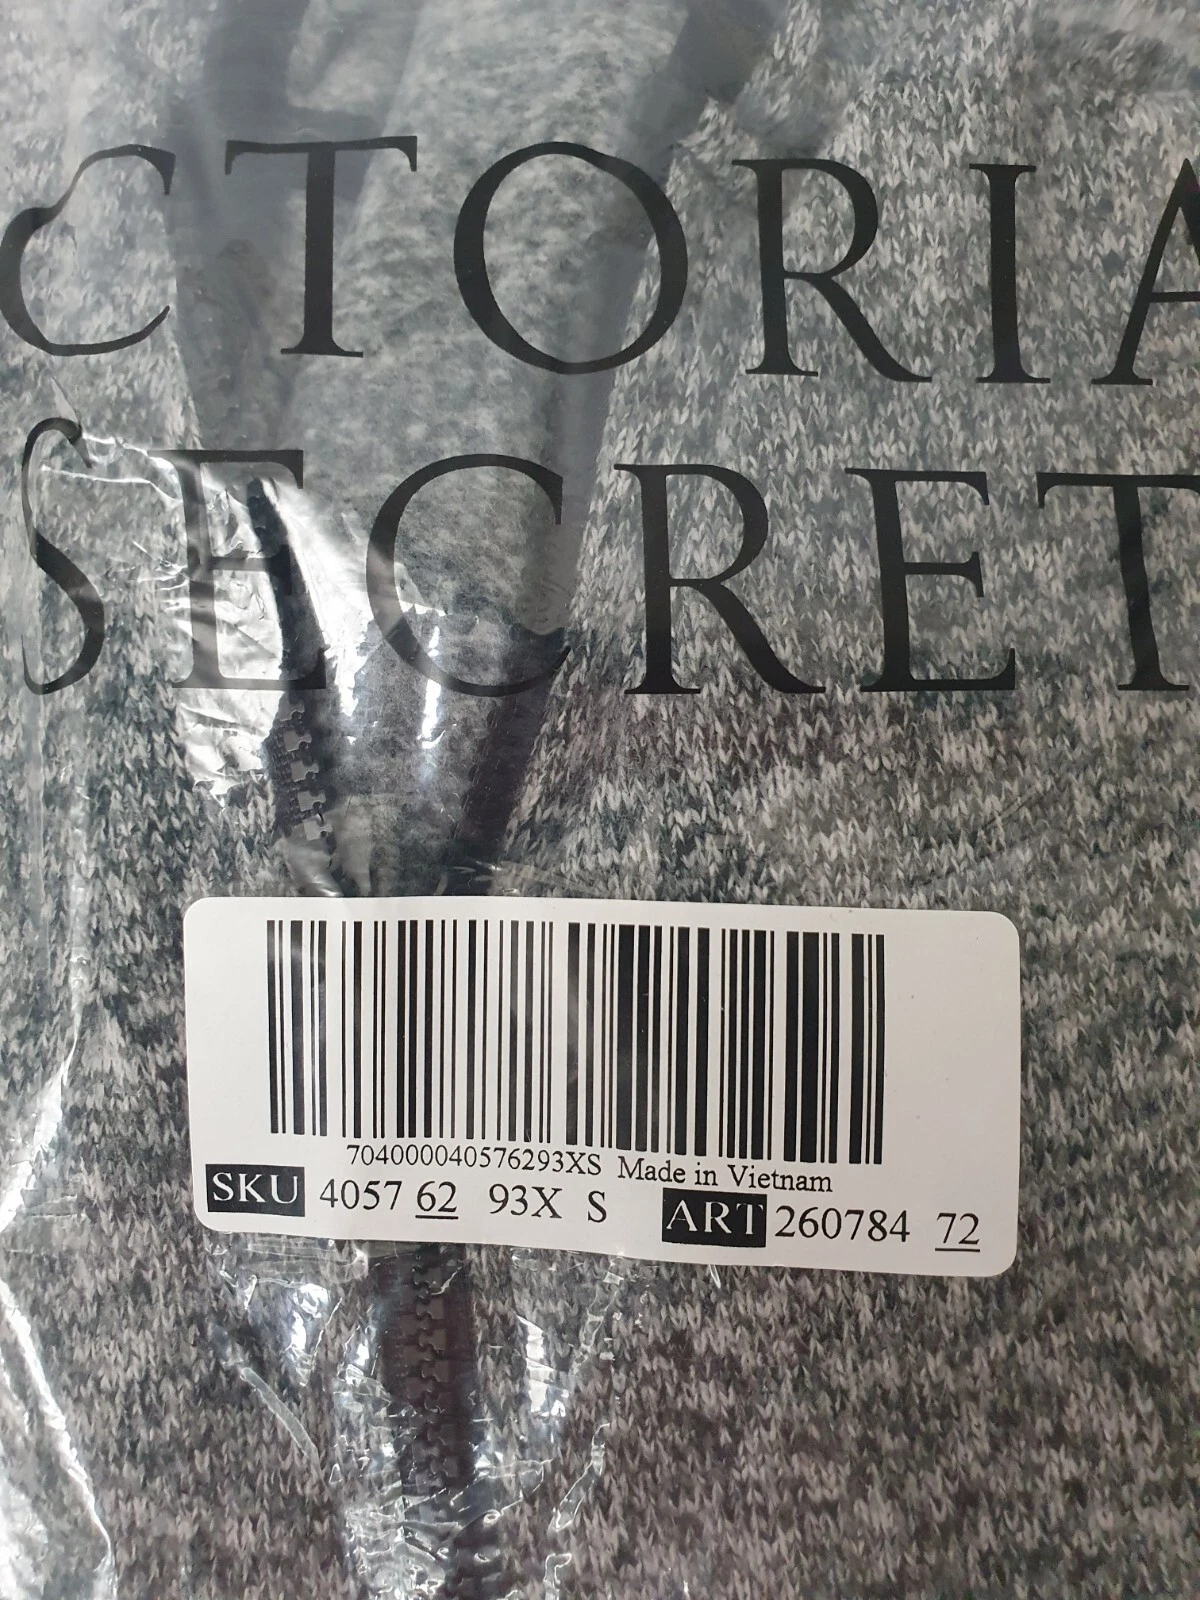 CTORIA
SECRET
704000040576293XS Made in Vietnam
SKU 4057 62 93X S ART 260784 72